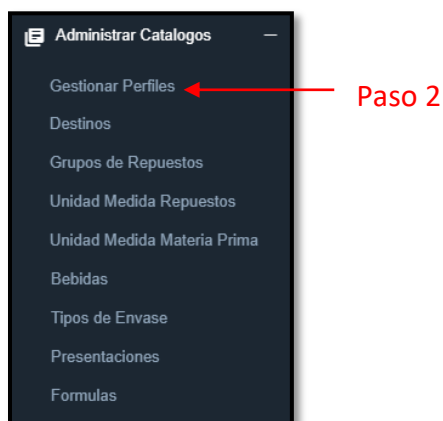 Administrar Catalogos
Gestionar Perfiles
Paso 2
Destinos
Grupos de Repuestos
Unidad Medida Repuestos
Unidad Medida Materia Prima
Bebidas
Tipos de Envase
Presentaciones
Formulas